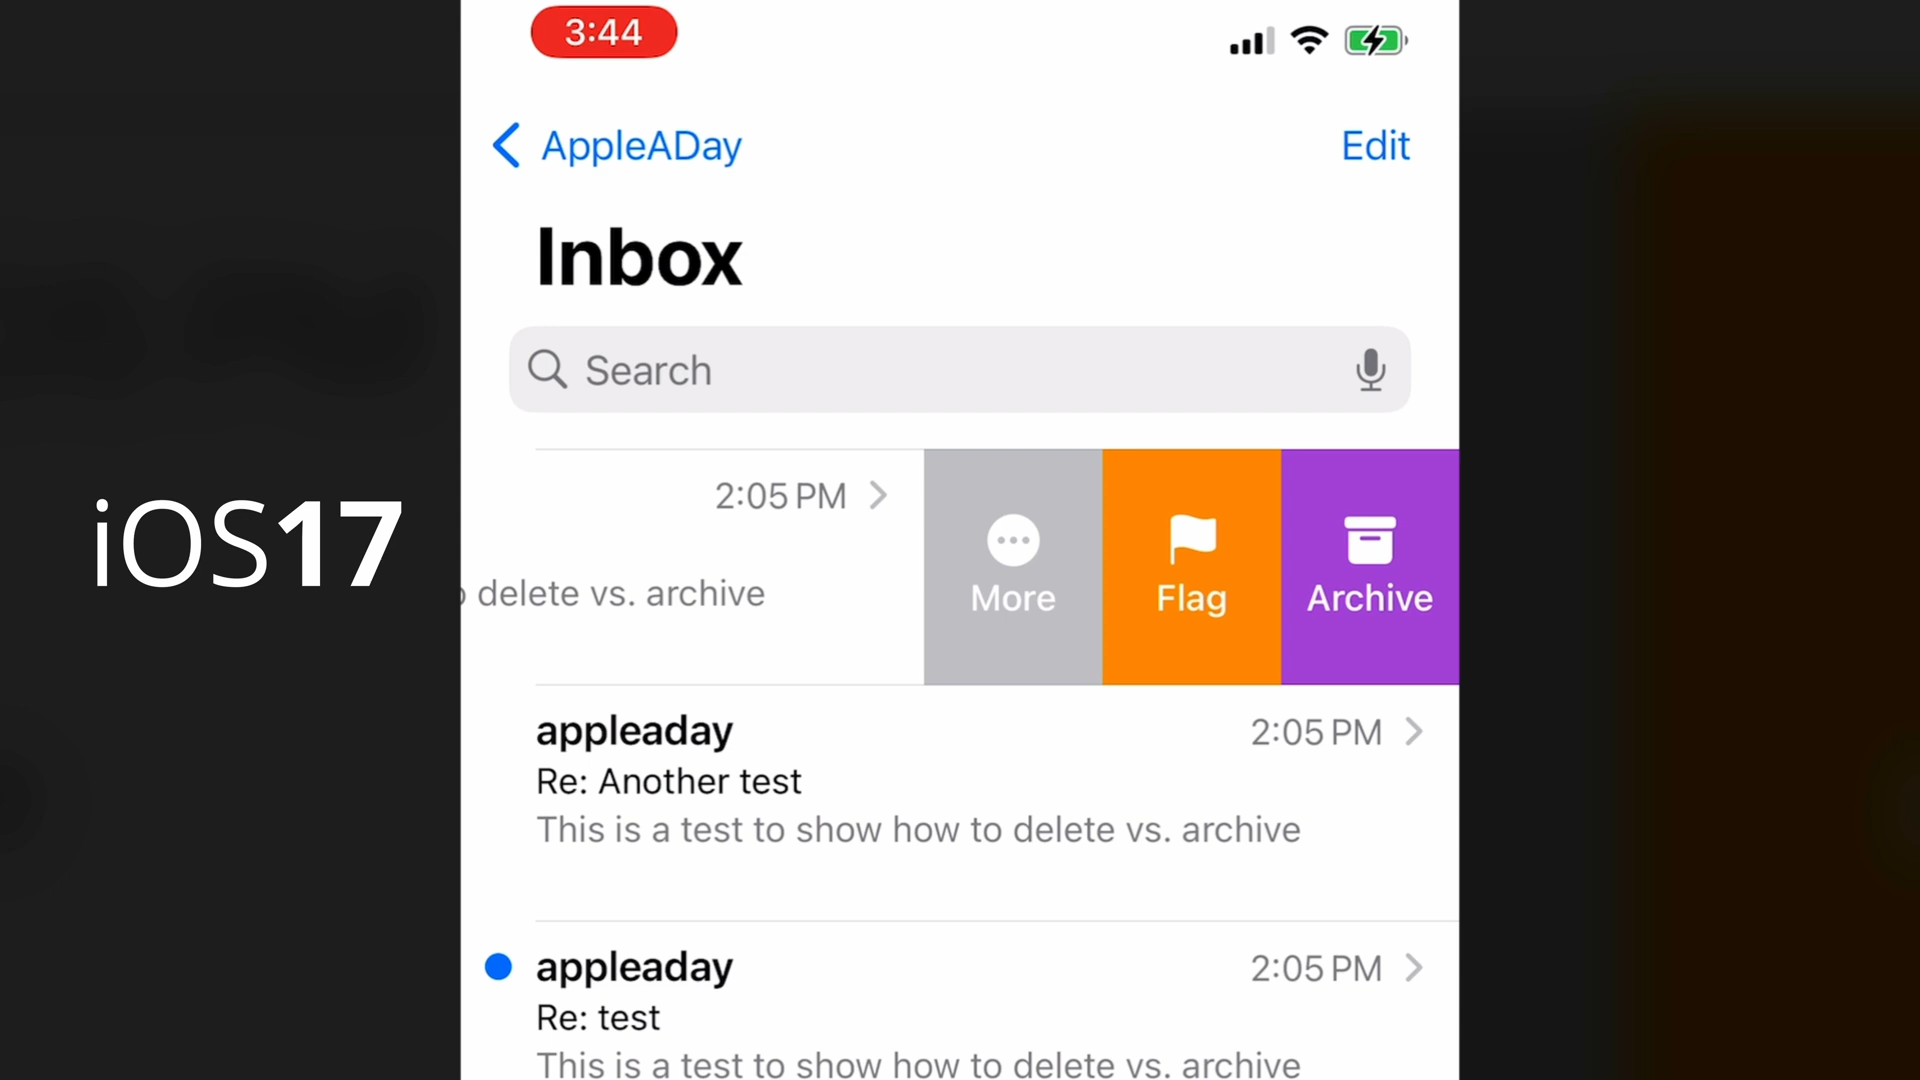 3:44
AppleADay
Edit
Inbox
Search
iOS17
2:05 PM
delete vs. archive
More
Flag
Archive
appleaday
2:05 PM
Re: Another test
This is a test to show how to delete vs. archive
appleaday
2:05 PM
Re: test
This is a test to show how to delete vs. archive